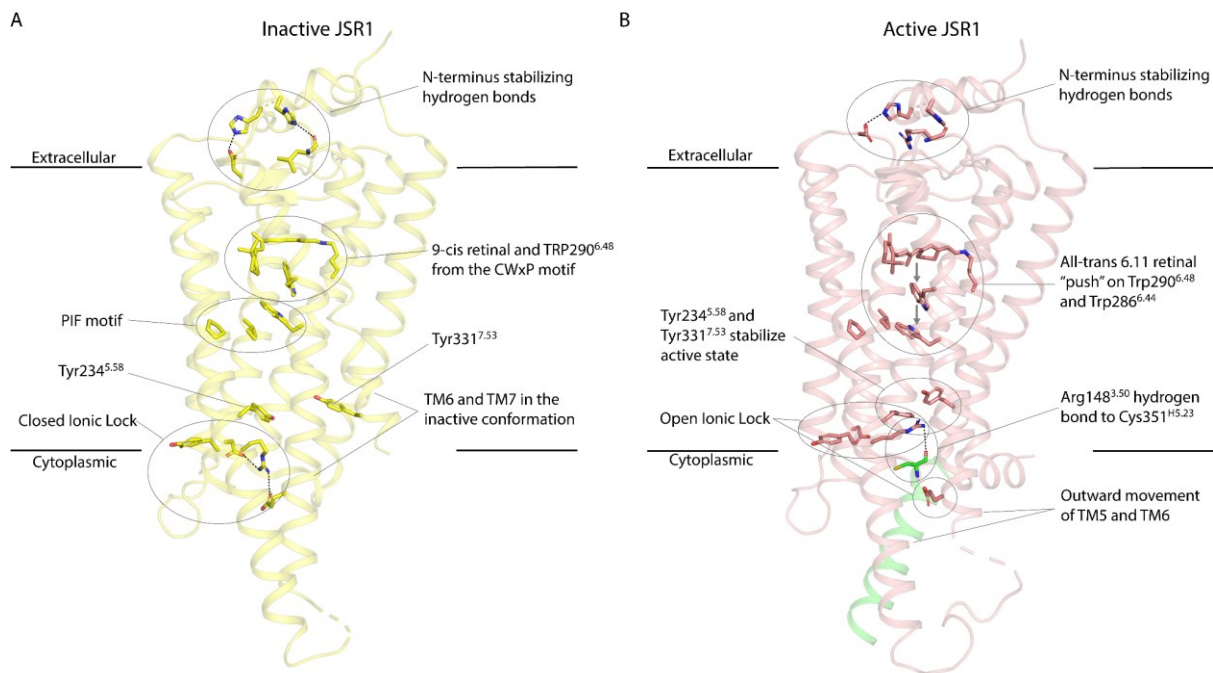 A
Inactive JSR1
N-terminus stabilizing
hydrogen bonds
Extracellular
9-cis retinal and TRP290^6.48
from the CWxP motif
PIF motif
Tyr331^7.53
Tyr234^5.58
TM6 and TM7 in the
inactive conformation
Closed Ionic Lock
Cytoplasmic
B
Active JSR1
N-terminus stabilizing
hydrogen bonds
Extracellular
All-trans 6.11 retinal
“push” on Trp290^6.48
and Trp286^6.44
Tyr234^5.58 and
Tyr331^7.53 stabilize
active state
Arg148^3.50 hydrogen
bond to Cys351^H5.23
Open Ionic Lock
Cytoplasmic
Outward movement
of TM5 and TM6